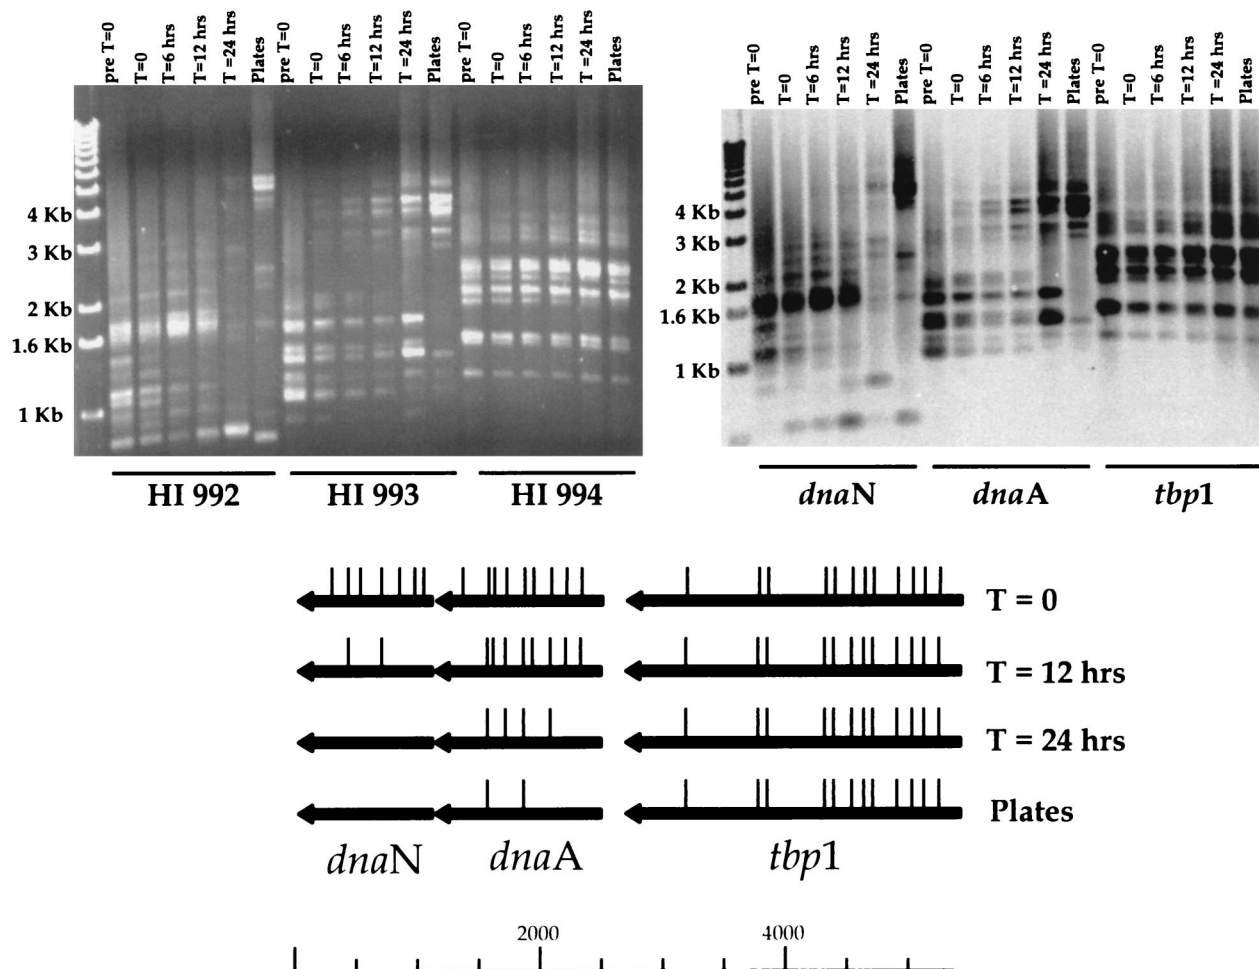 pre T=0
T=0
T=6 hrs
T=12 hrs
T =24 hrs
Plates
pre T=0
T=0
T=6 hrs
T=12 hrs
T =24 hrs
Plates
pre T=0
T=0
T=6 hrs
T=12 hrs
T =24 hrs
Plates
4 Kb
3 Kb
2 Kb
1.6 Kb
1 Kb
HI 992 HI 993 HI 994
pre T=0
T=0
T=6 hrs
T=12 hrs
T =24 hrs
Plates
pre T=0
T=0
T=6 hrs
T=12 hrs
T =24 hrs
Plates
pre T=0
T=0
T=6 hrs
T=12 hrs
T =24 hrs
Plates
4 Kb
3 Kb
2 Kb
1.6 Kb
1 Kb
dnaN dnaA tbp1
T = 0
T = 12 hrs
T = 24 hrs
Plates
dnaN dnaA tbp1
2000 4000